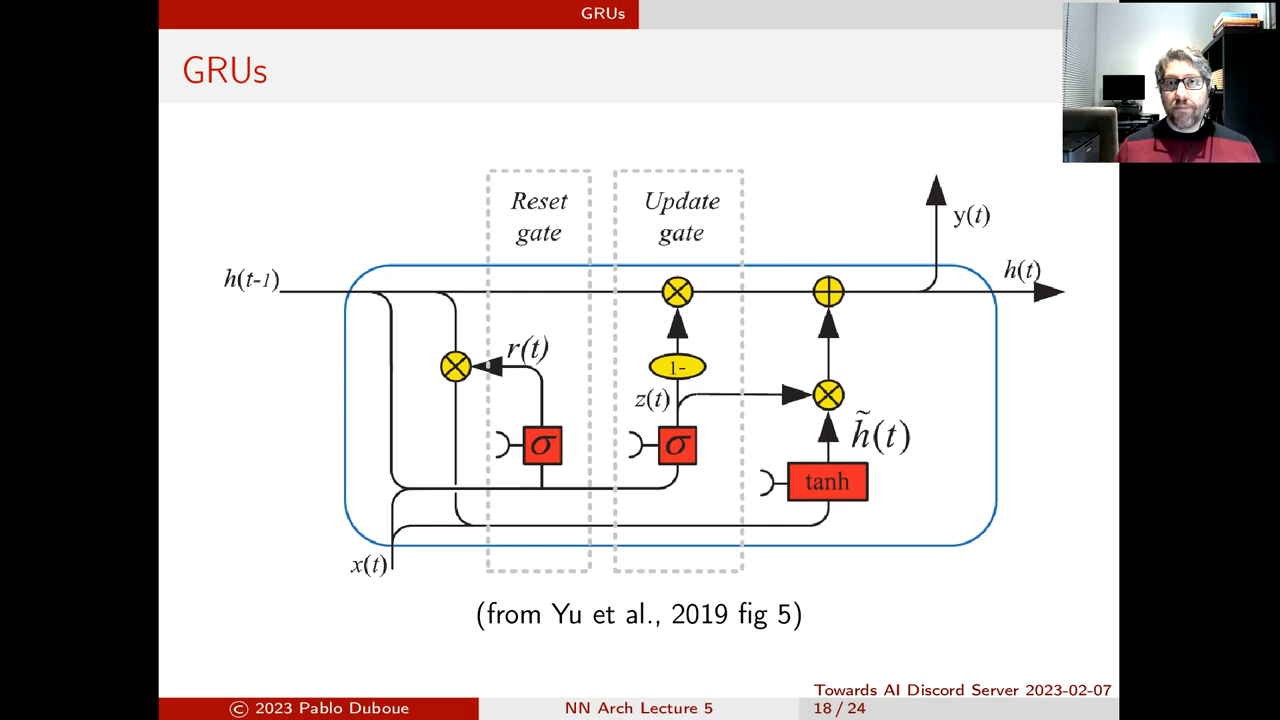 GRUs
GRUs
Reset
gate
Update
gate
y(t)
h(t-1)
h(t)
r(t)
1-
z(t)
σ
σ
h̃(t)
tanh
x(t)
(from Yu et al., 2019 fig 5)
Towards AI Discord Server 2023-02-07
© 2023 Pablo Duboue
NN Arch Lecture 5
18 / 24